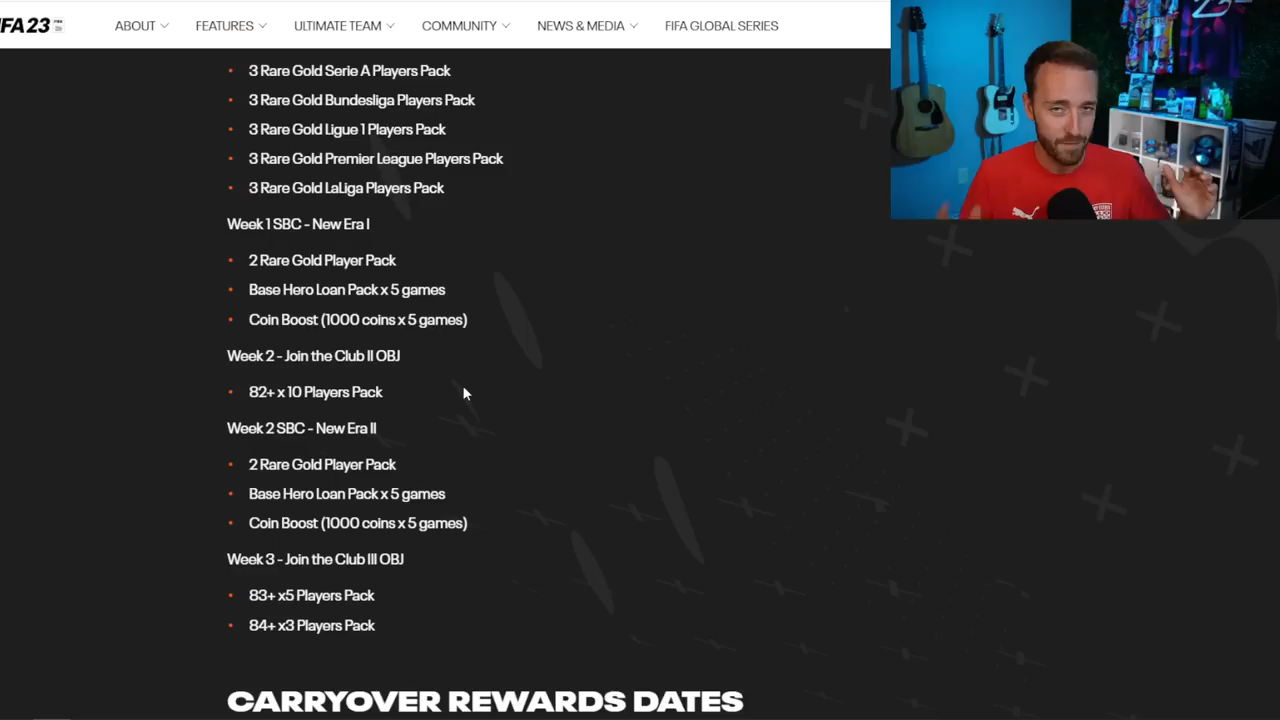 FA 23
ABOUT
FEATURES
ULTIMATE TEAM
COMMUNITY
NEWS & MEDIA
FIFA GLOBAL SERIES
3 Rare Gold Serie A Players Pack
3 Rare Gold Bundesliga Players Pack
3 Rare Gold Ligue 1 Players Pack
3 Rare Gold Premier League Players Pack
3 Rare Gold LaLiga Players Pack
Week 1 SBC - New Era I
2 Rare Gold Player Pack
Base Hero Loan Pack x 5 games
Coin Boost (1000 coins x 5 games)
Week 2 - Join the Club II OBJ
82+ x 10 Players Pack
Week 2 SBC - New Era II
2 Rare Gold Player Pack
Base Hero Loan Pack x 5 games
Coin Boost (1000 coins x 5 games)
Week 3 - Join the Club III OBJ
83+ x5 Players Pack
84+ x3 Players Pack
CARRYOVER REWARDS DATES